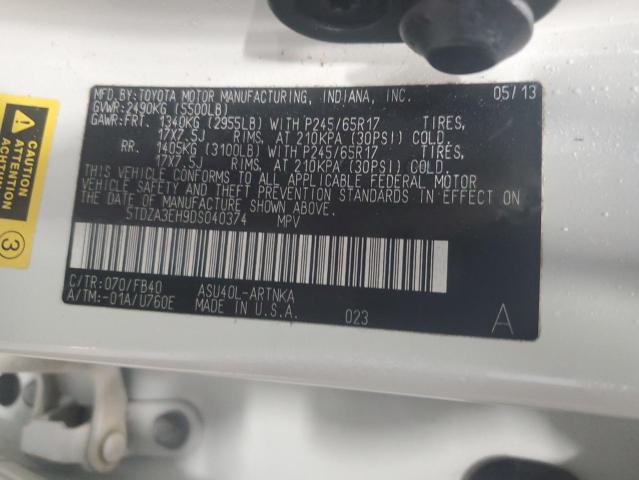 MFD.BY:TOYOTA MOTOR MANUFACTURING, INDIANA, INC. 05/13
GVWR:2490KG (5500LB)
GAWR:FRT. 1340KG (2955LB) WITH P245/65R17 TIRES,
17X7.5J RIMS, AT 210KPA (30PSI) COLD.
RR. 1405KG (3100LB) WITH P245/65R17 TIRES,
17X7.5J RIMS, AT 210KPA (30PSI) COLD.
THIS VEHICLE CONFORMS TO ALL APPLICABLE FEDERAL MOTOR
VEHICLE SAFETY AND THEFT PREVENTION STANDARDS IN EFFECT ON
THE DATE OF MANUFACTURE SHOWN ABOVE.
5TDZA3EH9DS040374 MPV
C/TR:070/FB40 ASU40L-ARTNKA
A/TM:-01A/U760E MADE IN U.S.A. 023 A
CAUTION
ATTENTION
ACHTUNG
3